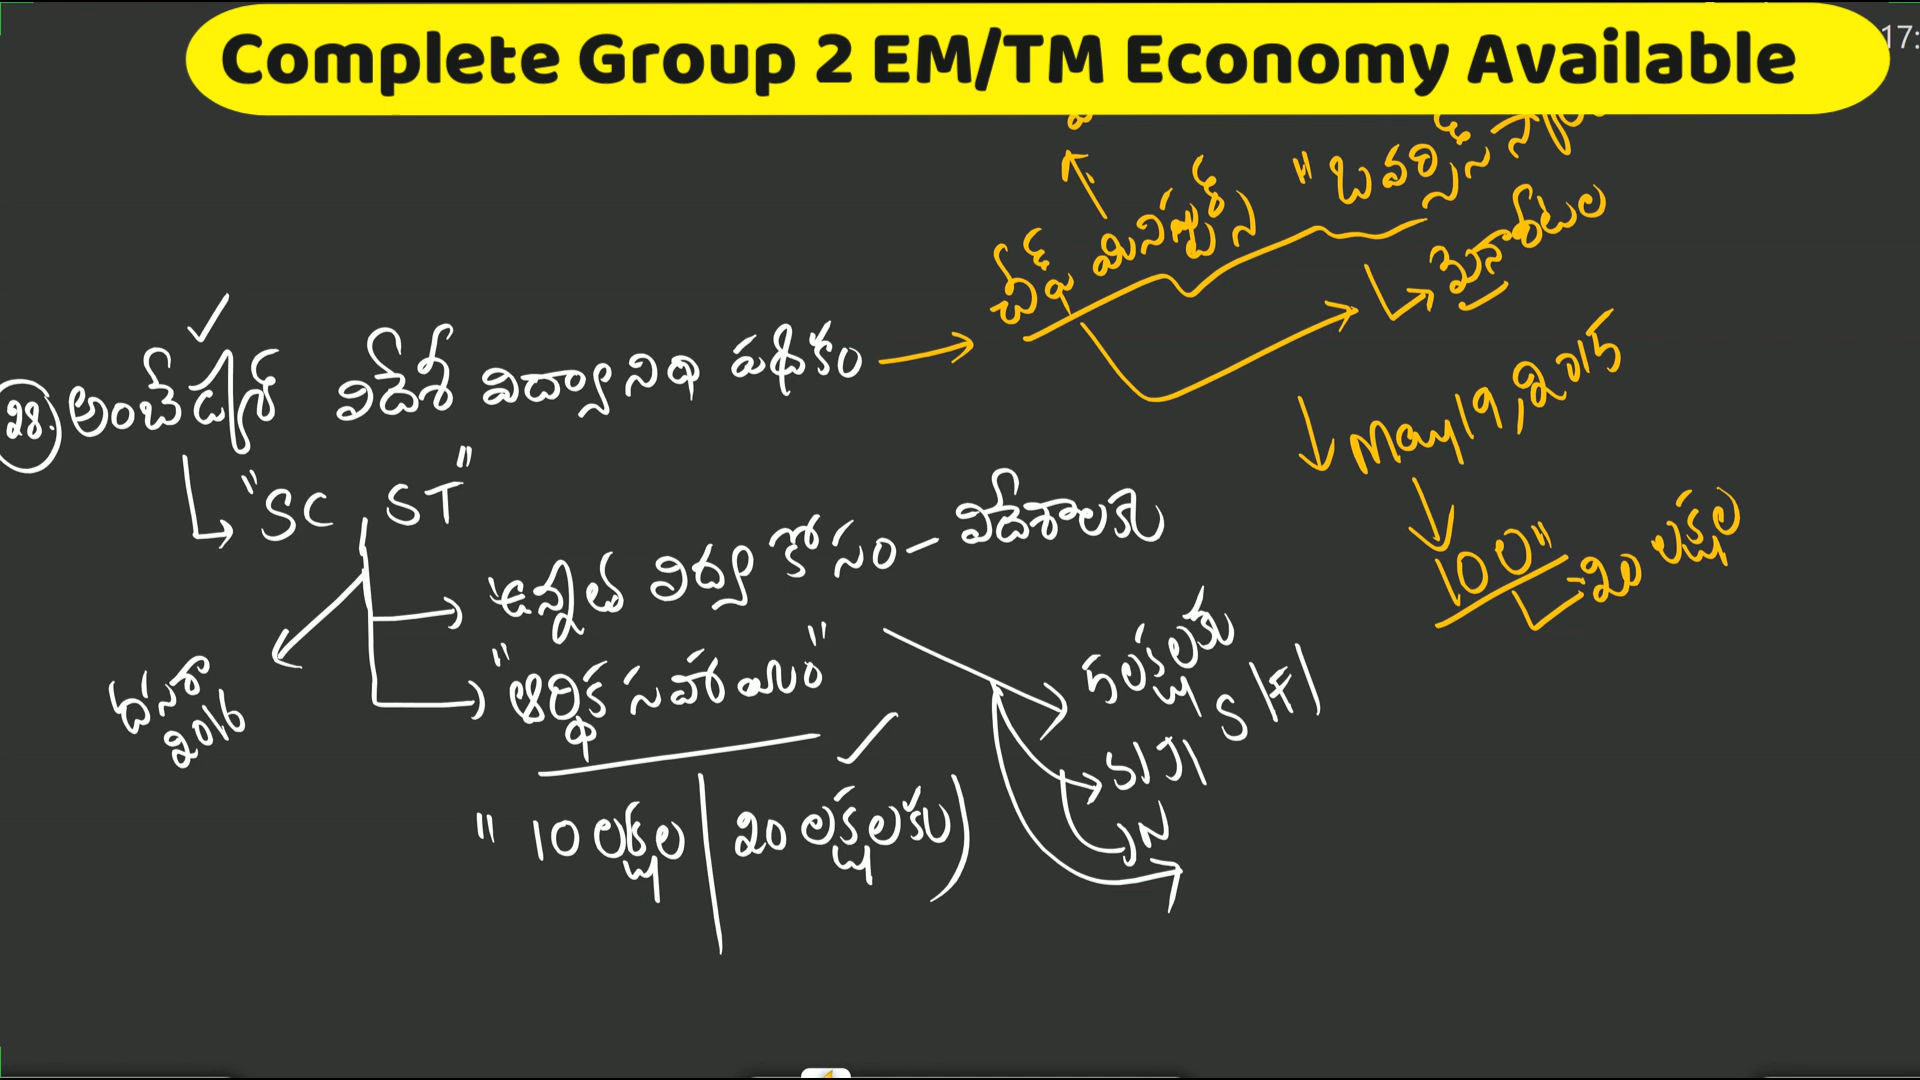 Complete Group 2 EM/TM Economy Available
17:
చీఫ్ మినిస్టర్స్ "ఓవర్సీస్
↳ మైనారిటీల
28. అంబేద్కర్ విదేశీ విద్యానిధి పథకం →
May 19, 2015
"SC, ST"
100" - 20 లక్షల
ఉన్నత విద్య కోసం - విదేశాలకు
"ఆర్థిక సహాయం"
5 లక్షలకు
దసరా
2016
S/F/
S/J/
N
"10 లక్షల / 20 లక్షలకు)